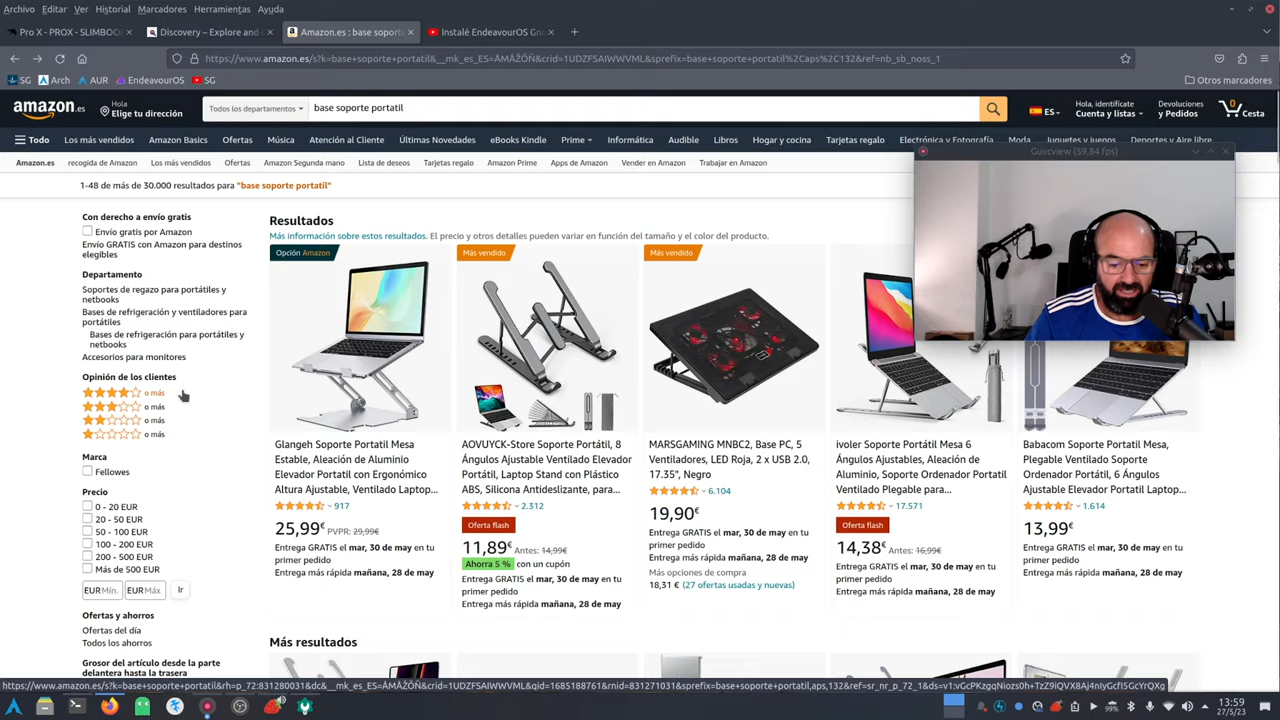 Archivo Editar Ver Historial Marcadores Herramientas Ayuda
Pro X - PROX - SLIMBOO
Discovery – Explore and c
Amazon.es : base soporte
Instalé EndeavourOS Gno
https://www.amazon.es/s?k=base+soporte+portatil&__mk_es_ES=ÅMÅŽÕÑ&crid=1UDZFSAIWWVML&sprefix=base+soporte+portatil%2Caps%2C132&ref=nb_sb_noss_1
SG Arch AUR EndeavourOS SG
Otros marcadores
amazon.es
Hola
Elige tu dirección
Todos los departamentos
base soporte portatil
ES
Hola, identifícate
Cuenta y listas
Devoluciones
y Pedidos
0
Cesta
Todo Los más vendidos Amazon Basics Ofertas Música Atención al Cliente Últimas Novedades eBooks Kindle Prime Informática Audible Libros Hogar y cocina Tarjetas regalo Electrónica y Fotografía Moda Juguetes y juegos Deportes y Aire libre
Amazon.es recogida de Amazon Los más vendidos Ofertas Amazon Segunda mano Lista de deseos Tarjetas regalo Amazon Prime Apps de Amazon Vender en Amazon Trabajar en Amazon
Guvcview (59,84 fps)
1-48 de más de 30.000 resultados para "base soporte portatil"
Con derecho a envío gratis
Envío gratis por Amazon
Envío GRATIS con Amazon para destinos
elegibles
Departamento
Soportes de regazo para portátiles y
netbooks
Bases de refrigeración y ventiladores para
portátiles
Bases de refrigeración para portátiles y
netbooks
Accesorios para monitores
Opinión de los clientes
o más
o más
o más
o más
Marca
Fellowes
Precio
0 - 20 EUR
20 - 50 EUR
50 - 100 EUR
100 - 200 EUR
200 - 500 EUR
Más de 500 EUR
EUR Mín.
EUR Máx
Ir
Ofertas y ahorros
Ofertas del día
Todos los ahorros
Grosor del artículo desde la parte
delantera hasta la trasera
Resultados
Más información sobre estos resultados. El precio y otros detalles pueden variar en función del tamaño y el color del producto.
Opción Amazon
Glangeh Soporte Portatil Mesa
Estable, Aleación de Aluminio
Elevador Portatil con Ergonómico
Altura Ajustable, Ventilado Laptop...
917
25,99€ PVPR: 29,99€
Entrega GRATIS el mar, 30 de may en tu
primer pedido
Entrega más rápida mañana, 28 de may
Más vendido
AOVUYCK-Store Soporte Portátil, 8
Ángulos Ajustable Ventilado Elevador
Portátil, Laptop Stand con Plástico
ABS, Silicona Antideslizante, para...
2.312
Oferta flash
11,89€ Antes: 14,99€
Ahorra 5 % con un cupón
Entrega GRATIS el mar, 30 de may en tu
primer pedido
Entrega más rápida mañana, 28 de may
Más vendido
MARSGAMING MNBC2, Base PC, 5
Ventiladores, LED Roja, 2 x USB 2.0,
17.35", Negro
6.104
19,90€
Entrega GRATIS el mar, 30 de may en tu
primer pedido
Entrega más rápida mañana, 28 de may
Más opciones de compra
18,31 € (27 ofertas usadas y nuevas)
ivoler Soporte Portátil Mesa 6
Ángulos Ajustables, Aleación de
Aluminio, Soporte Ordenador Portatil
Ventilado Plegable para...
17.571
Oferta flash
14,38€ Antes: 16,99€
Entrega GRATIS el mar, 30 de may en tu
primer pedido
Entrega más rápida mañana, 28 de may
Babacom Soporte Portatil Mesa,
Plegable Ventilado Soporte
Ordenador Portátil, 6 Ángulos
Ajustable Elevador Portatil Laptop...
1.614
13,99€
Entrega GRATIS el mar, 30 de may en tu
primer pedido
Entrega más rápida mañana, 28 de may
Más resultados
99%
13:59
27/5/23